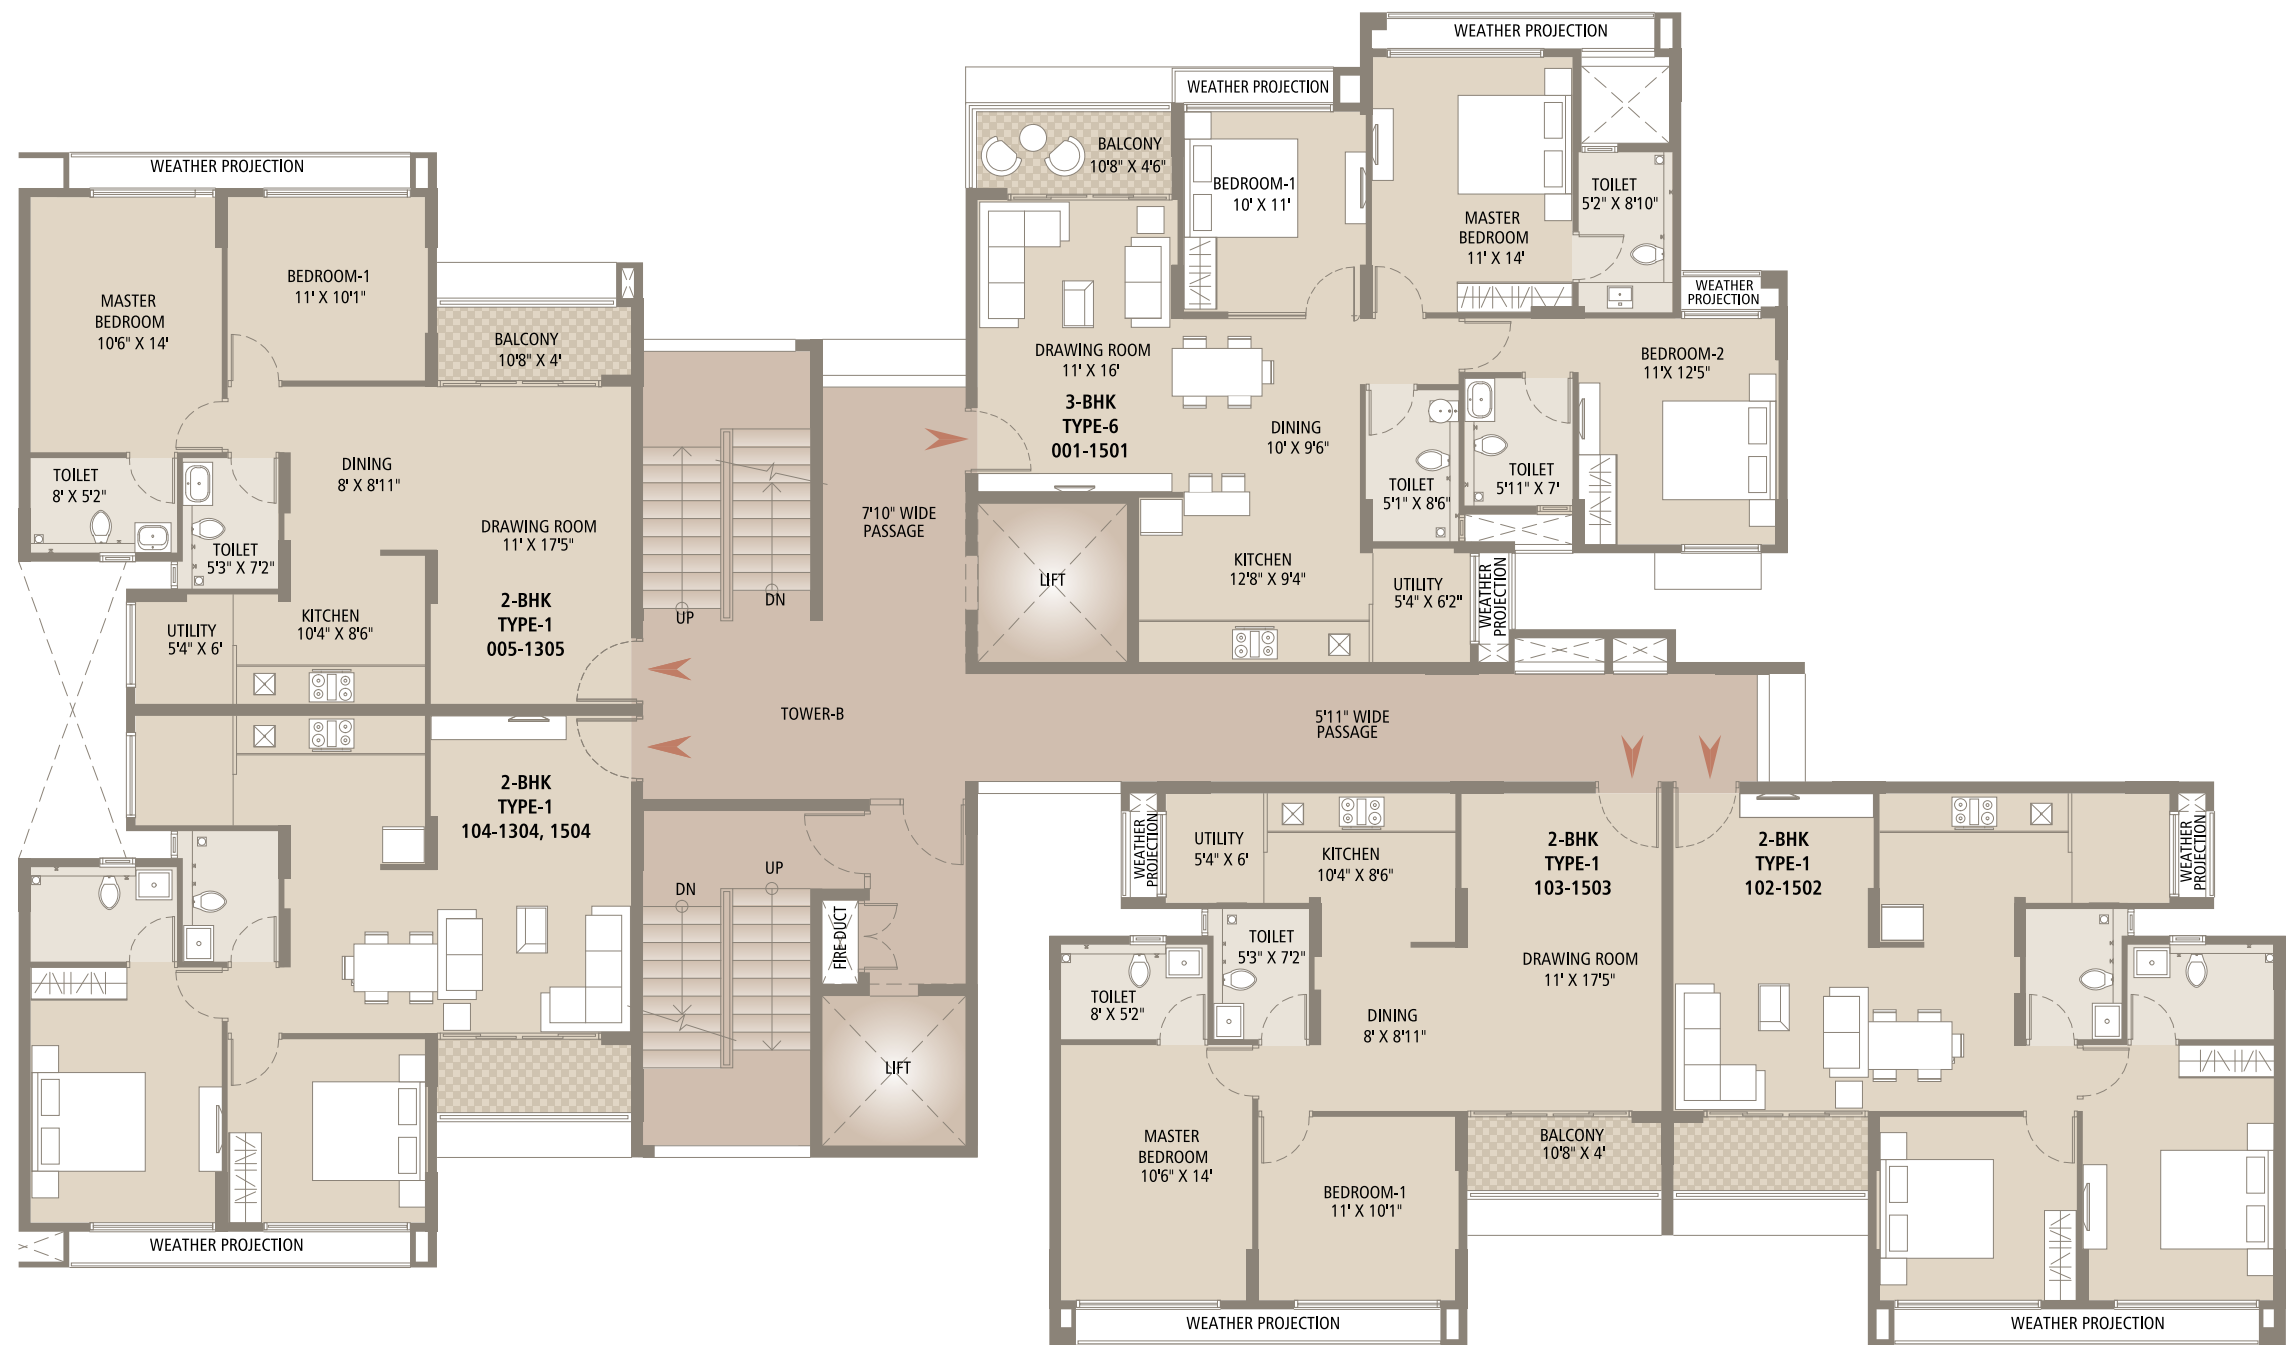 WEATHER PROJECTION
MASTER
BEDROOM
10'6" X 14'
BEDROOM-1
11' X 10'1"
BALCONY
10'8" X 4'
TOILET
8' X 5'2"
TOILET
5'3" X 7'2"
DINING
8' X 8'11"
DRAWING ROOM
11' X 17'5"
2-BHK
TYPE-1
005-1305
KITCHEN
10'4" X 8'6"
UTILITY
5'4" X 6'
2-BHK
TYPE-1
104-1304, 1504
WEATHER PROJECTION
UP
DN
7'10" WIDE
PASSAGE
TOWER-B
DN
UP
FIRE DUCT
LIFT
WEATHER PROJECTION
WEATHER PROJECTION
BALCONY
10'8" X 4'6"
BEDROOM-1
10' X 11'
MASTER
BEDROOM
11' X 14'
TOILET
5'2" X 8'10"
WEATHER
PROJECTION
DRAWING ROOM
11' X 16'
3-BHK
TYPE-6
001-1501
DINING
10' X 9'6"
BEDROOM-2
11'X 12'5"
TOILET
5'1" X 8'6"
TOILET
5'11" X 7'
LIFT
KITCHEN
12'8" X 9'4"
UTILITY
5'4" X 6'2"
WEATHER
PROJECTION
5'11" WIDE
PASSAGE
WEATHER
PROJECTION
UTILITY
5'4" X 6'
KITCHEN
10'4" X 8'6"
2-BHK
TYPE-1
103-1503
2-BHK
TYPE-1
102-1502
WEATHER
PROJECTION
TOILET
5'3" X 7'2"
TOILET
8' X 5'2"
DRAWING ROOM
11' X 17'5"
DINING
8' X 8'11"
MASTER
BEDROOM
10'6" X 14'
BEDROOM-1
11' X 10'1"
BALCONY
10'8" X 4'
WEATHER PROJECTION
WEATHER PROJECTION